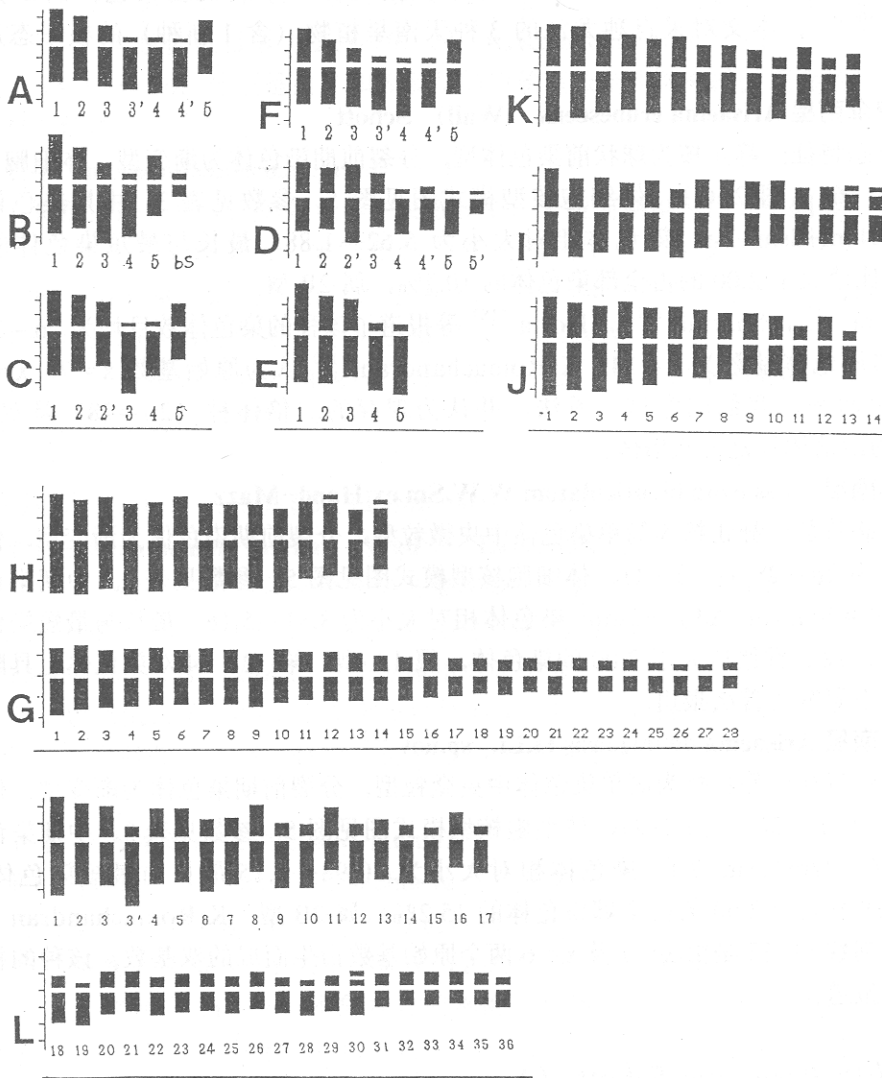 A
1 2 3 3' 4 4' 5
F
1 2 3 3' 4 4' 5
K
B
1 2 3 4 5 bS
D
1 2 2' 3 4 4' 5 5'
I
C
1 2 2' 3 4 5
E
1 2 3 4 5
J
1 2 3 4 5 6 7 8 9 10 11 12 13 14
H
G
1 2 3 4 5 6 7 8 9 10 11 12 13 14 15 16 17 18 19 20 21 22 23 24 25 26 27 28
1 2 3 3' 4 5 6 7 8 9 10 11 12 13 14 15 16 17
L
18 19 20 21 22 23 24 25 26 27 28 29 30 31 32 33 34 35 36